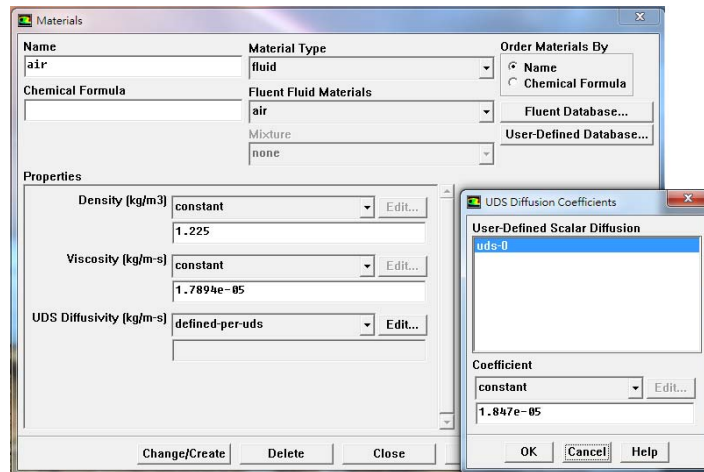 Materials
Name
air
Material Type
fluid
Order Materials By
Name
Chemical Formula
Chemical Formula
Fluent Fluid Materials
air
Fluent Database...
Mixture
none
User-Defined Database...
Properties
Density (kg/m3)
constant
Edit...
1.225
Viscosity (kg/m-s)
constant
Edit...
1.7894e-05
UDS Diffusivity (kg/m-s)
defined-per-uds
Edit...
Change/Create
Delete
Close
UDS Diffusion Coefficients
User-Defined Scalar Diffusion
uds-0
Coefficient
constant
Edit...
1.847e-05
OK
Cancel
Help